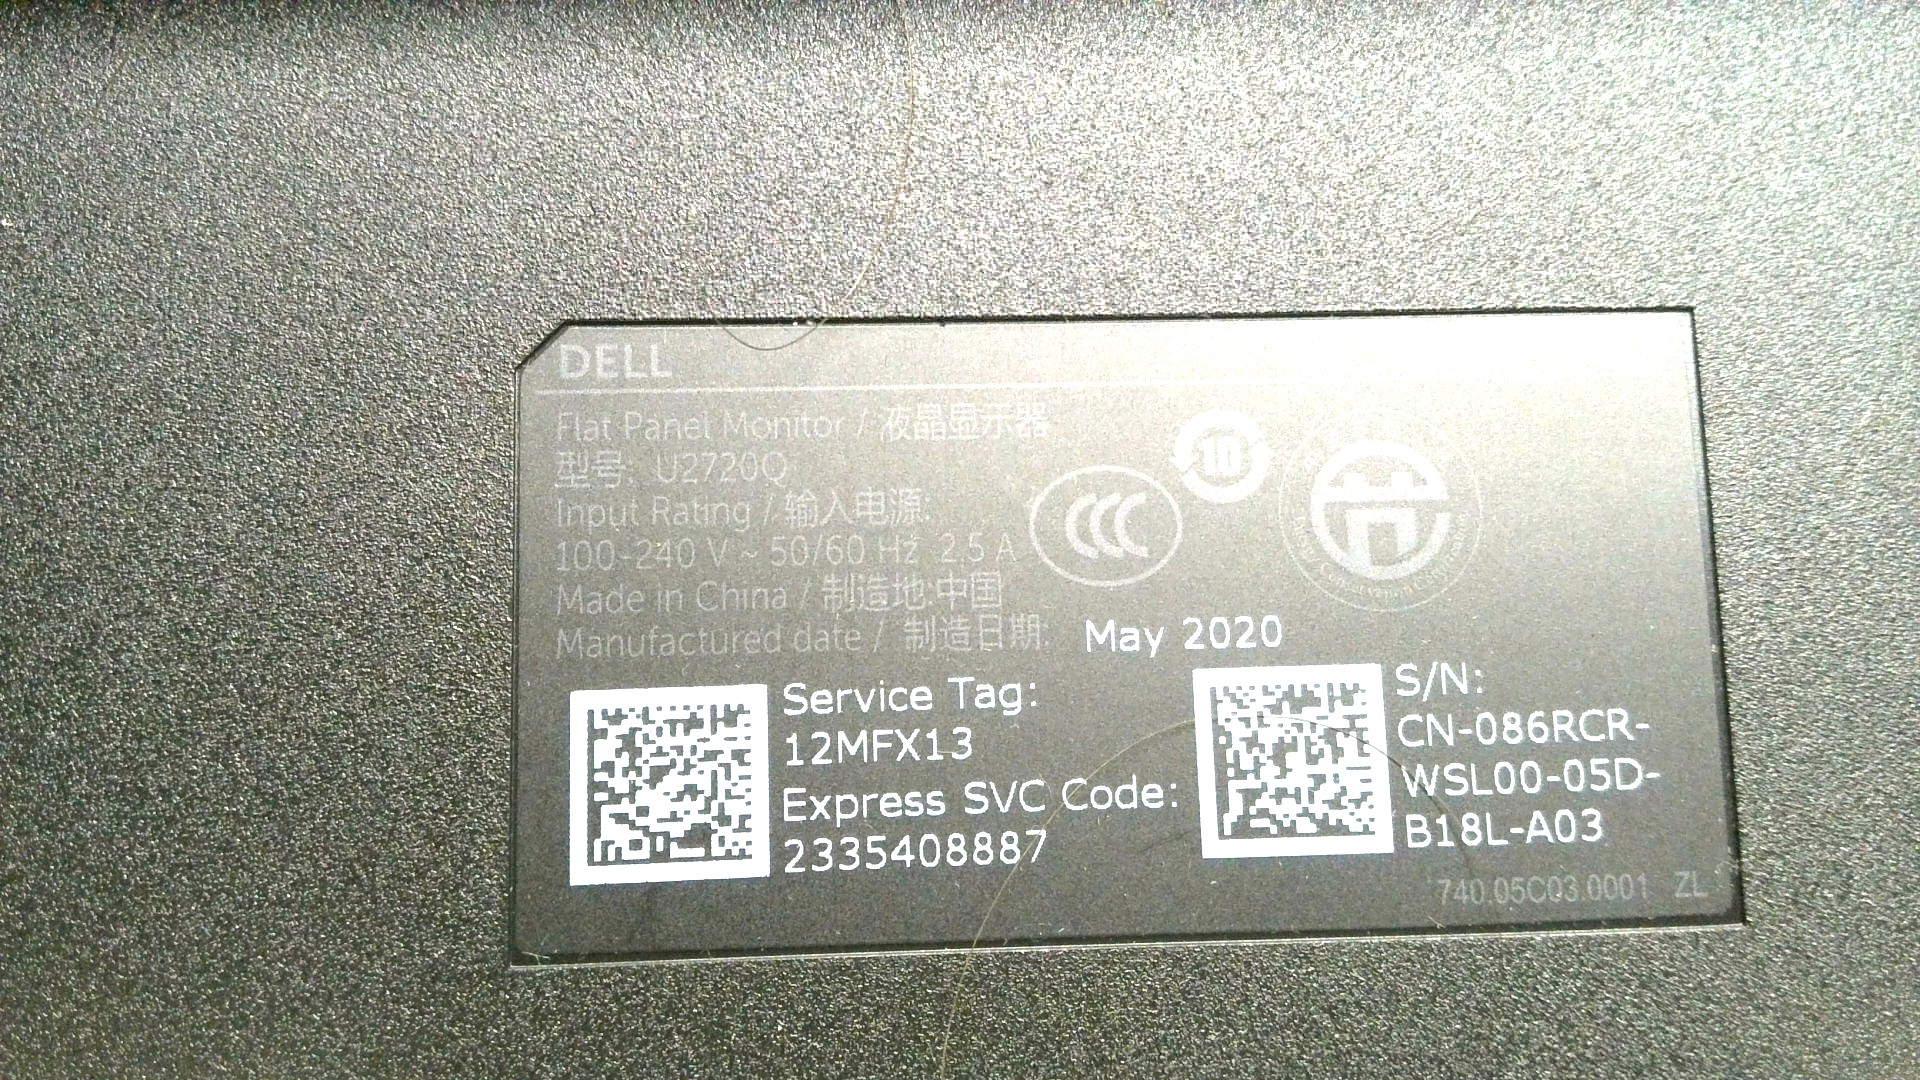 DELL
Flat Panel Monitor / 液晶显示器
型号: U2720Q
Input Rating / 输入电源:
100-240 V ~ 50/60 Hz 2.5 A
Made in China / 制造地:中国
Manufactured date / 制造日期: May 2020
10
CCC
Service Tag:
12MFX13
Express SVC Code:
2335408887
S/N:
CN-086RCR-
WSL00-05D-
B18L-A03
740.05C03.0001 ZL